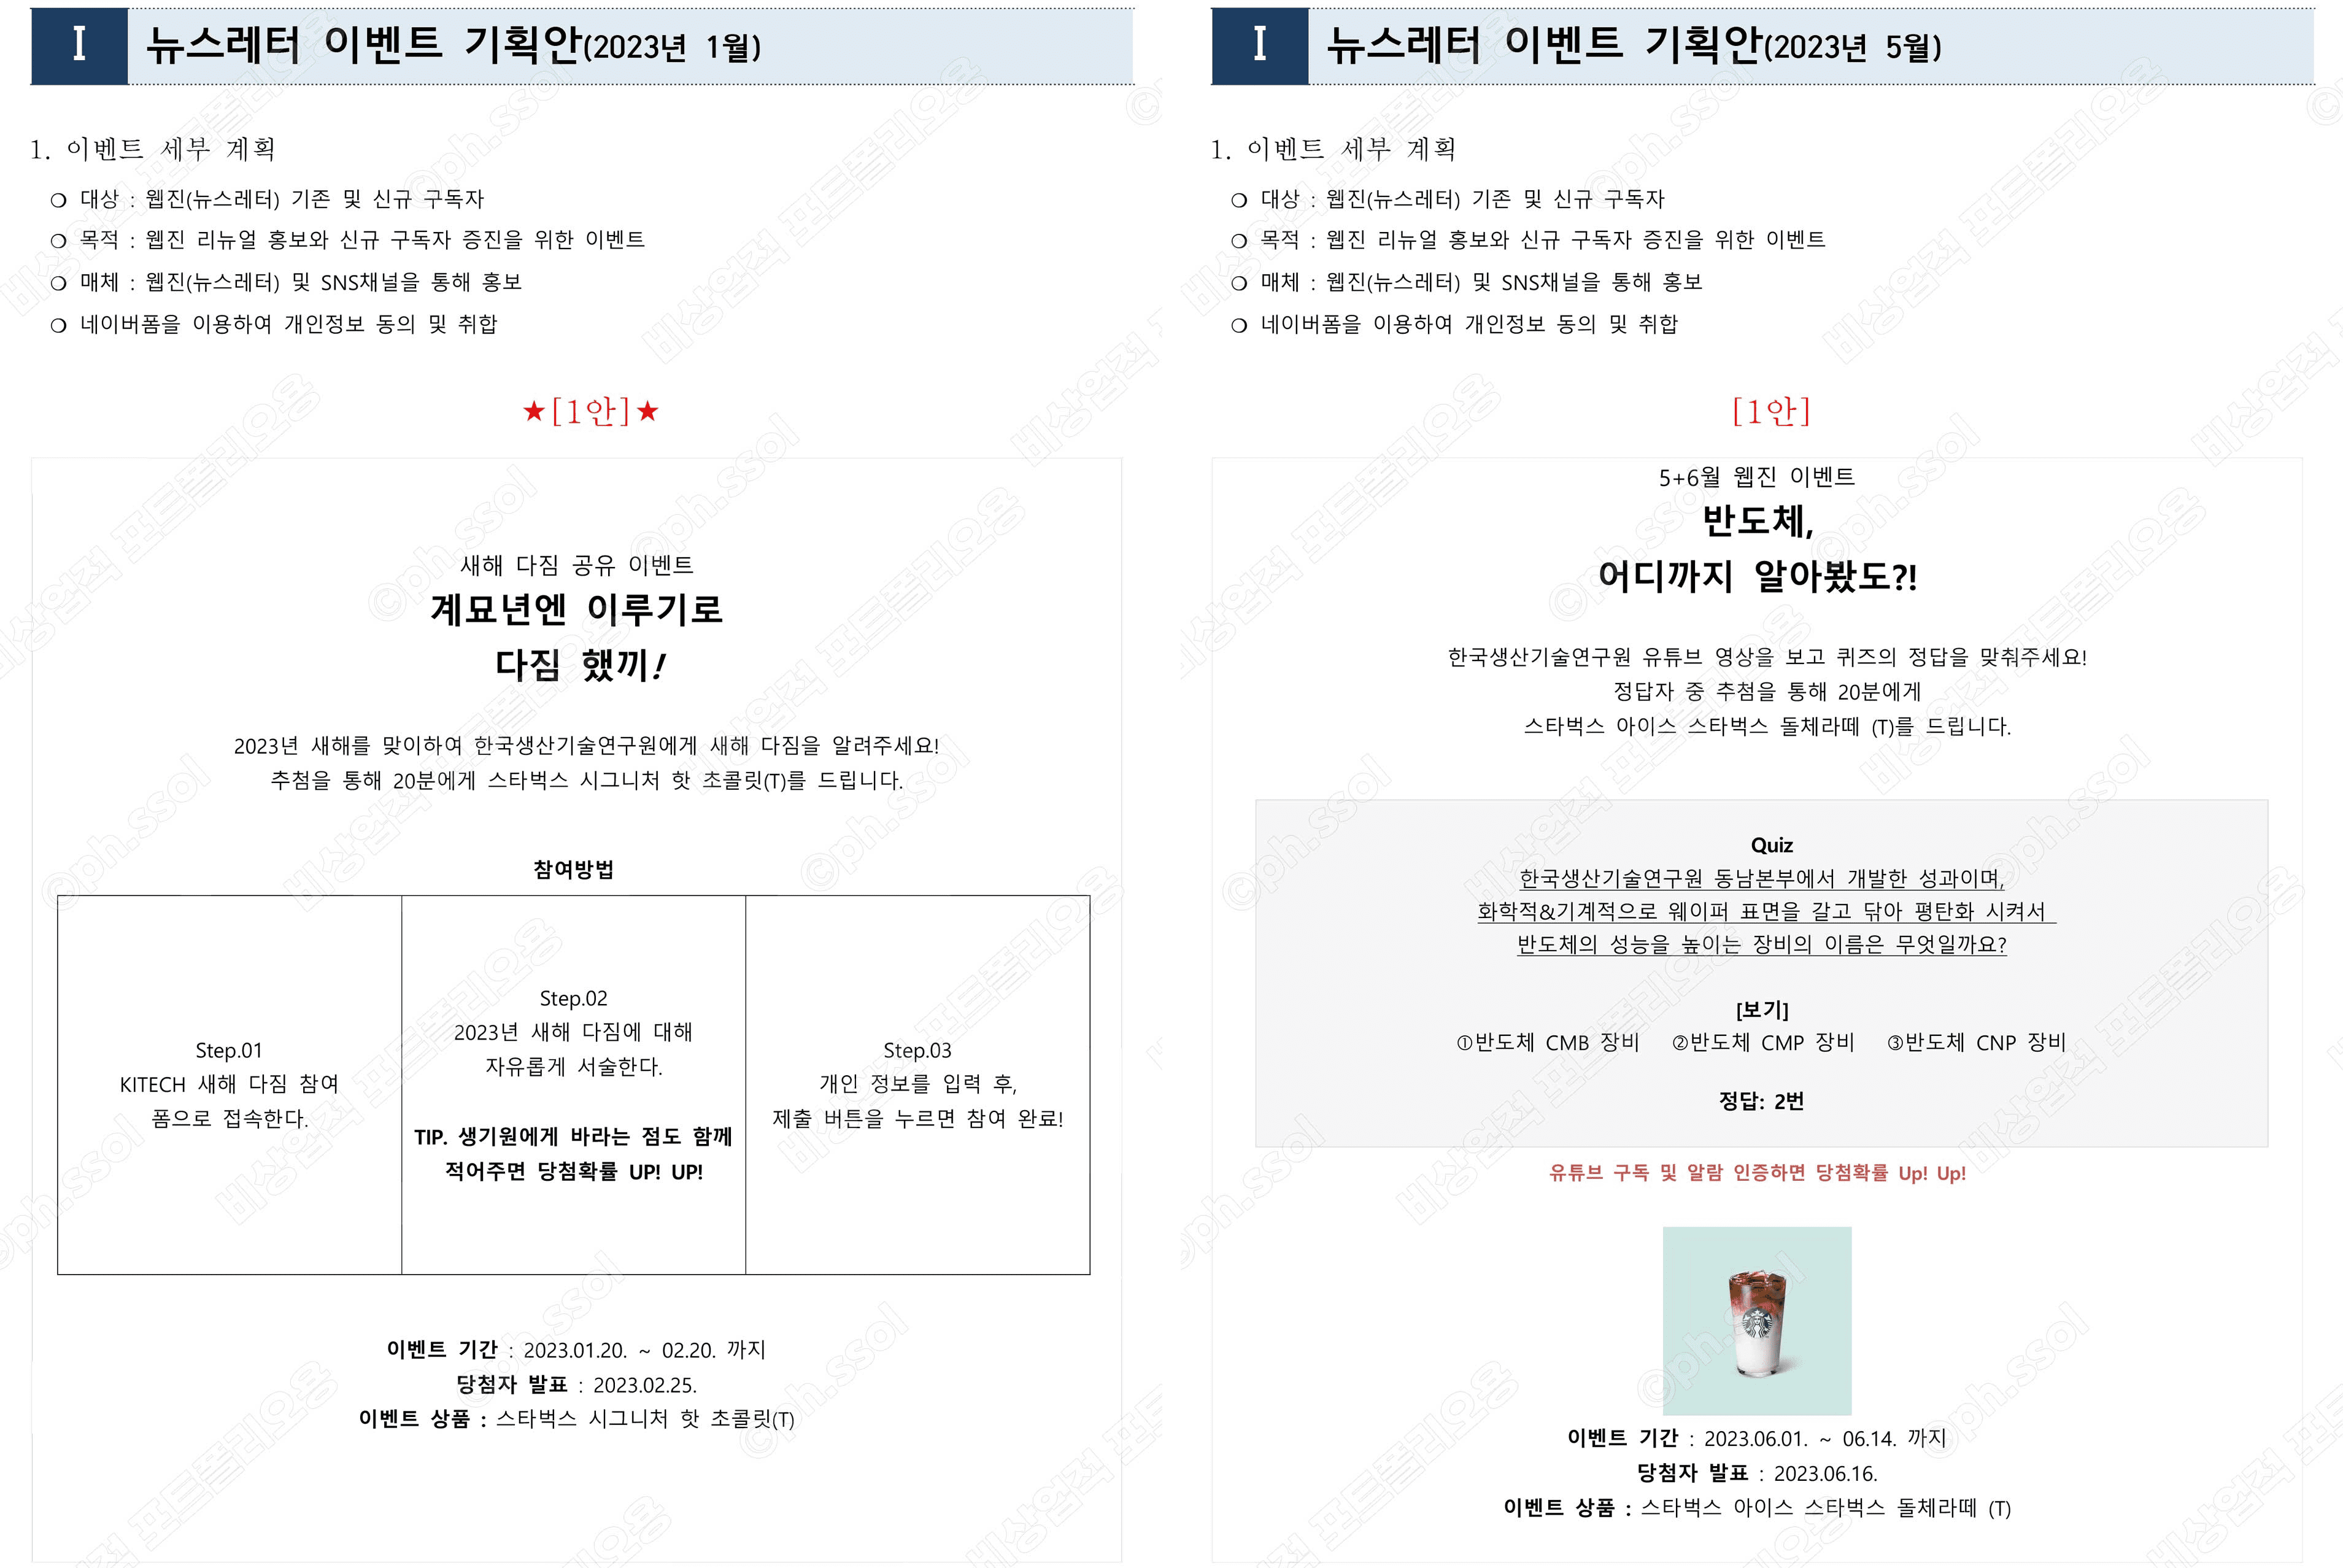 I 뉴스레터 이벤트 기획안(2023년 1월)
1. 이벤트 세부 계획
❍ 대상 : 웹진(뉴스레터) 기존 및 신규 구독자
❍ 목적 : 웹진 리뉴얼 홍보와 신규 구독자 증진을 위한 이벤트
❍ 매체 : 웹진(뉴스레터) 및 SNS채널을 통해 홍보
❍ 네이버폼을 이용하여 개인정보 동의 및 취합
★[1안]★
새해 다짐 공유 이벤트
계묘년엔 이루기로
다짐 했끼!
2023년 새해를 맞이하여 한국생산기술연구원에게 새해 다짐을 알려주세요!
추첨을 통해 20분에게 스타벅스 시그니처 핫 초콜릿(T)를 드립니다.
참여방법
Step.01
KITECH 새해 다짐 참여
폼으로 접속한다.
Step.02
2023년 새해 다짐에 대해
자유롭게 서술한다.
TIP. 생기원에게 바라는 점도 함께
적어주면 당첨확률 UP! UP!
Step.03
개인 정보를 입력 후,
제출 버튼을 누르면 참여 완료!
이벤트 기간 : 2023.01.20. ~ 02.20. 까지
당첨자 발표 : 2023.02.25.
이벤트 상품 : 스타벅스 시그니처 핫 초콜릿(T)
I 뉴스레터 이벤트 기획안(2023년 5월)
1. 이벤트 세부 계획
❍ 대상 : 웹진(뉴스레터) 기존 및 신규 구독자
❍ 목적 : 웹진 리뉴얼 홍보와 신규 구독자 증진을 위한 이벤트
❍ 매체 : 웹진(뉴스레터) 및 SNS채널을 통해 홍보
❍ 네이버폼을 이용하여 개인정보 동의 및 취합
[1안]
5+6월 웹진 이벤트
반도체,
어디까지 알아봤도?!
한국생산기술연구원 유튜브 영상을 보고 퀴즈의 정답을 맞춰주세요!
정답자 중 추첨을 통해 20분에게
스타벅스 아이스 스타벅스 돌체라떼 (T)를 드립니다.
Quiz
한국생산기술연구원 동남본부에서 개발한 성과이며,
화학적&기계적으로 웨이퍼 표면을 갈고 닦아 평탄화 시켜서
반도체의 성능을 높이는 장비의 이름은 무엇일까요?
[보기]
①반도체 CMB 장비 ②반도체 CMP 장비 ③반도체 CNP 장비
정답: 2번
유튜브 구독 및 알람 인증하면 당첨확률 Up! Up!
이벤트 기간 : 2023.06.01. ~ 06.14. 까지
당첨자 발표 : 2023.06.16.
이벤트 상품 : 스타벅스 아이스 스타벅스 돌체라떼 (T)
비상업적 포트폴리오용
©ph.ssol